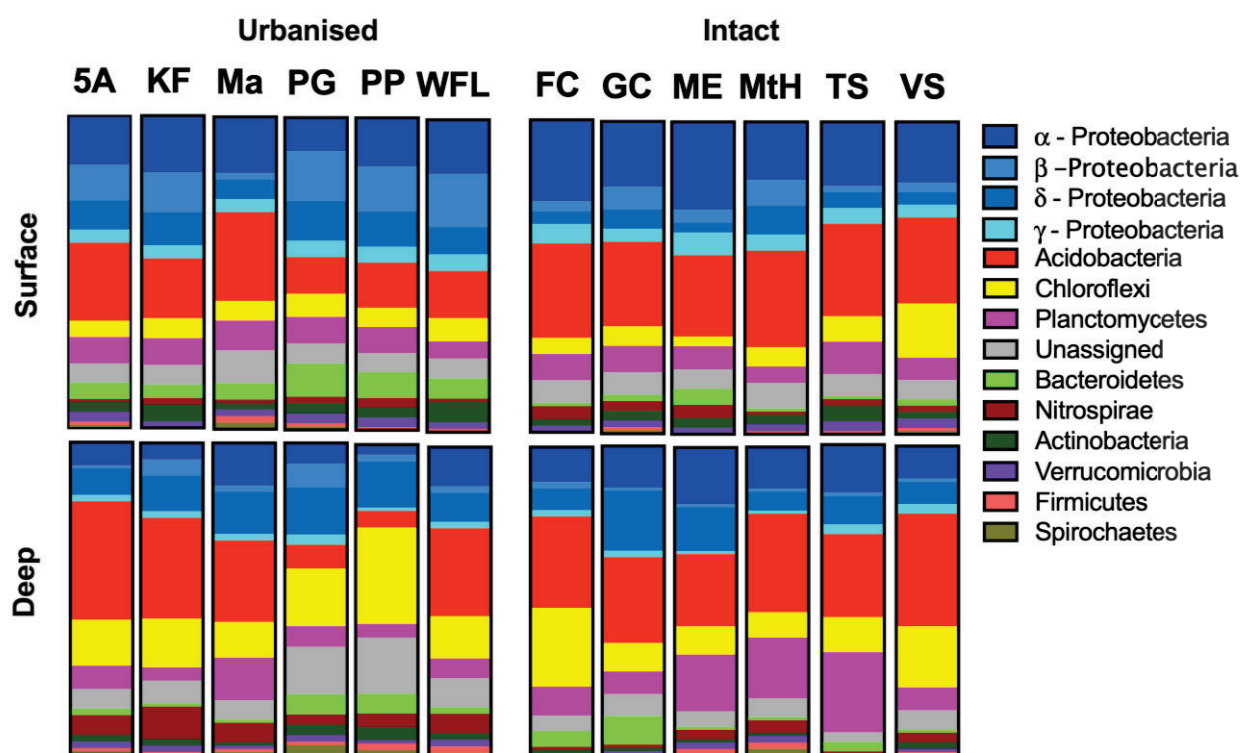 Urbanised Intact
5A KF Ma PG PP WFL FC GC ME MtH TS VS
Surface
Deep
α - Proteobacteria
β –Proteobacteria
δ - Proteobacteria
γ - Proteobacteria
Acidobacteria
Chloroflexi
Planctomycetes
Unassigned
Bacteroidetes
Nitrospirae
Actinobacteria
Verrucomicrobia
Firmicutes
Spirochaetes